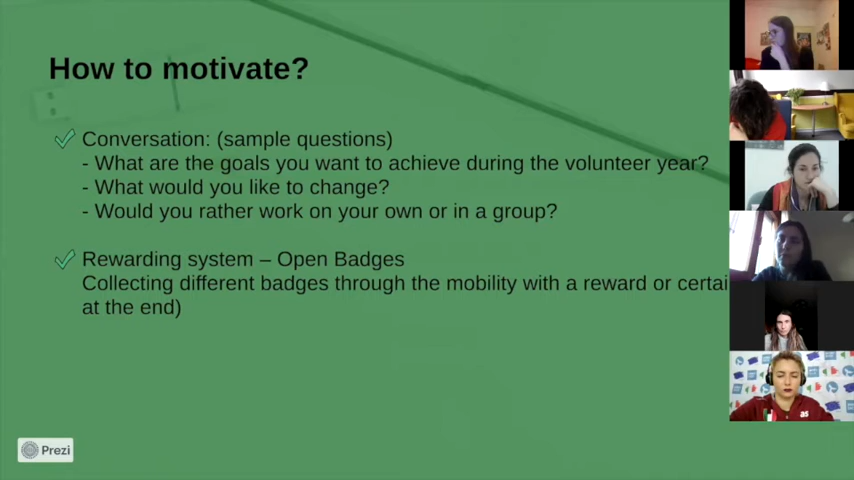 How to motivate?
Conversation: (sample questions)
- What are the goals you want to achieve during the volunteer year?
- What would you like to change?
- Would you rather work on your own or in a group?
Rewarding system – Open Badges
Collecting different badges through the mobility with a reward or certai
at the end)
Prezi
as